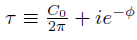 τ ≡ C₀/2π + ie^{-ϕ}